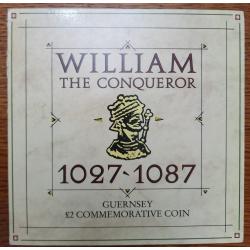 WILLIAM
THE CONQUEROR
1027-1087
GUERNSEY
£2 COMMEMORATIVE COIN